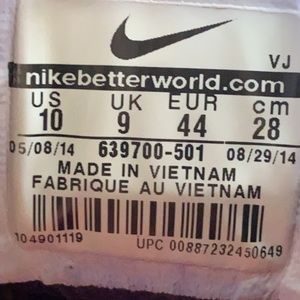 VJ
nikebetterworld.com
US UK EUR cm
10 9 44 28
05/08/14 639700-501 08/29/14
MADE IN VIETNAM
FABRIQUE AU VIETNAM
104901119 UPC 00887232450649